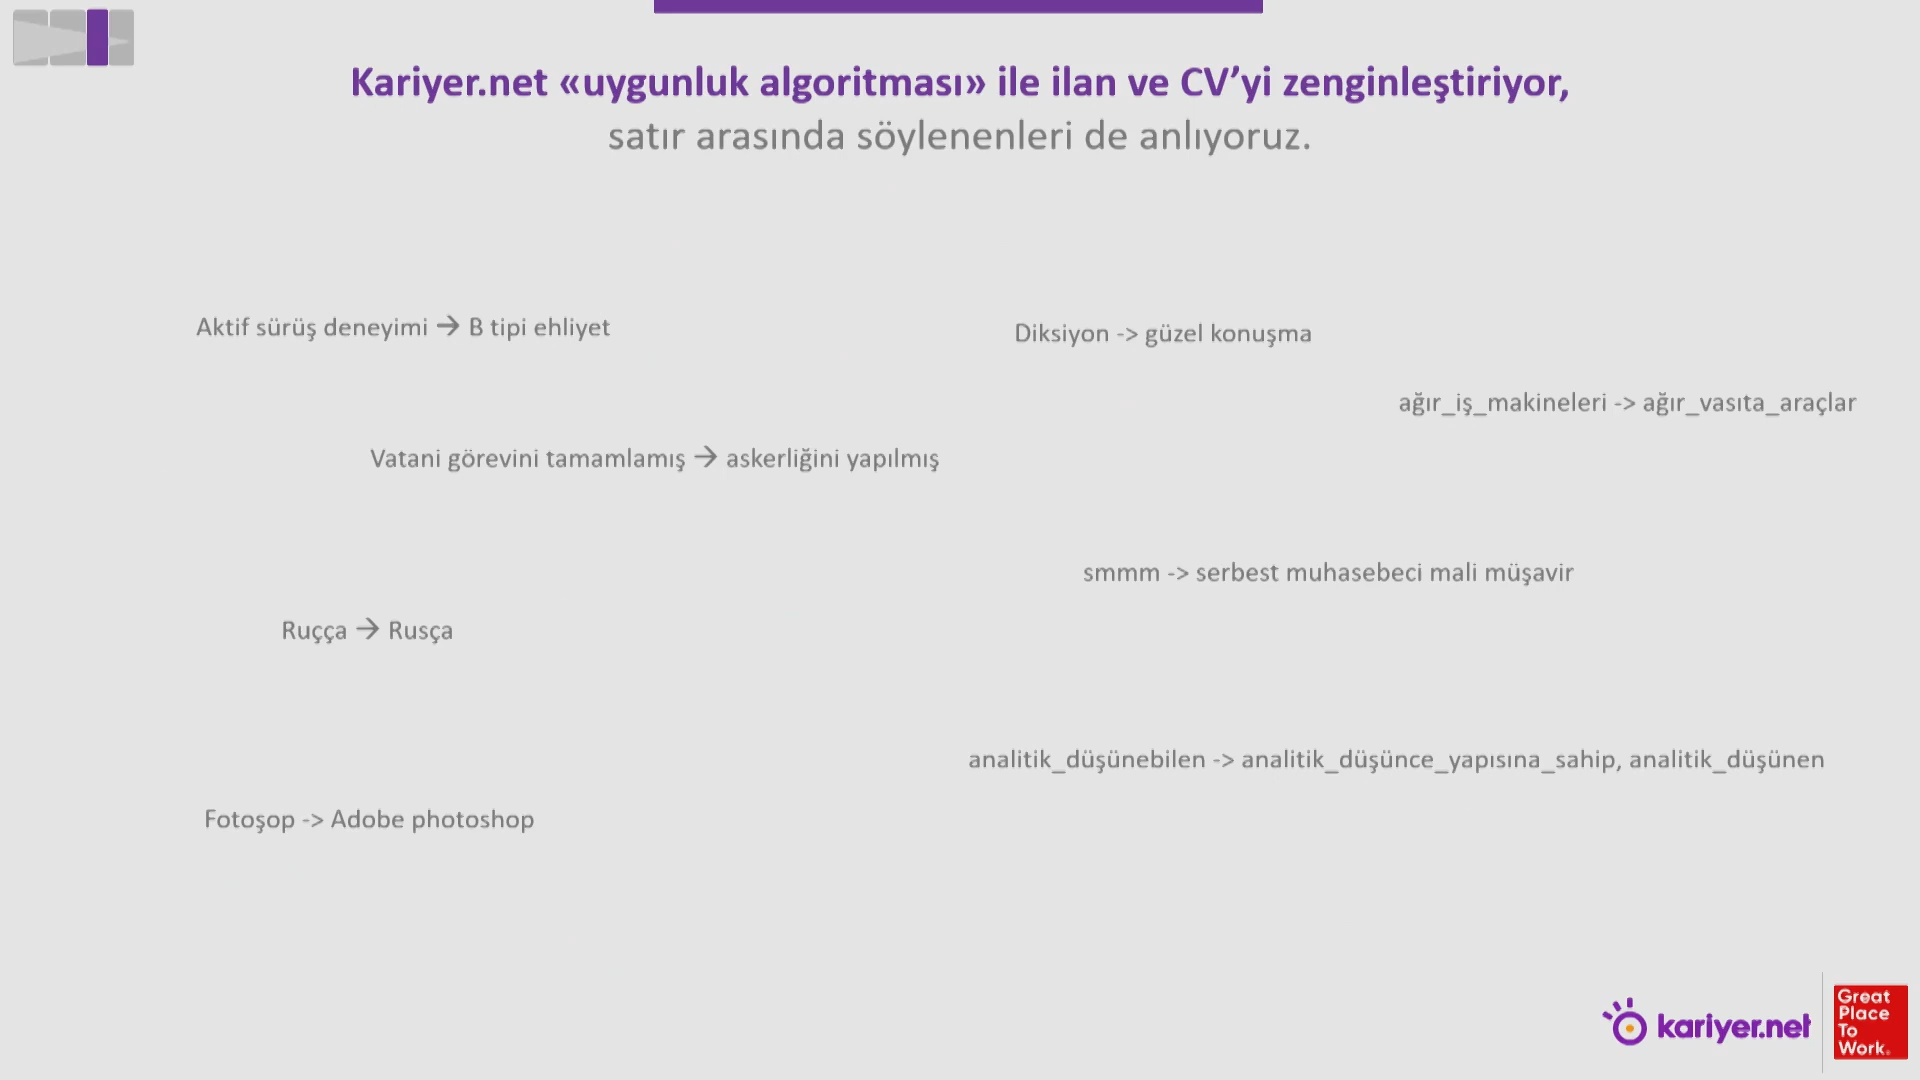 Kariyer.net «uygunluk algoritması» ile ilan ve CV’yi zenginleştiriyor,
satır arasında söylenenleri de anlıyoruz.
Aktif sürüş deneyimi → B tipi ehliyet
Diksiyon -> güzel konuşma
ağır_iş_makineleri -> ağır_vasıta_araçlar
Vatani görevini tamamlamış → askerliğini yapılmış
smmm -> serbest muhasebeci mali müşavir
Ruçça → Rusça
analitik_düşünebilen -> analitik_düşünce_yapısına_sahip, analitik_düşünen
Fotoşop -> Adobe photoshop
kariyer.net
Great
Place
To
Work.